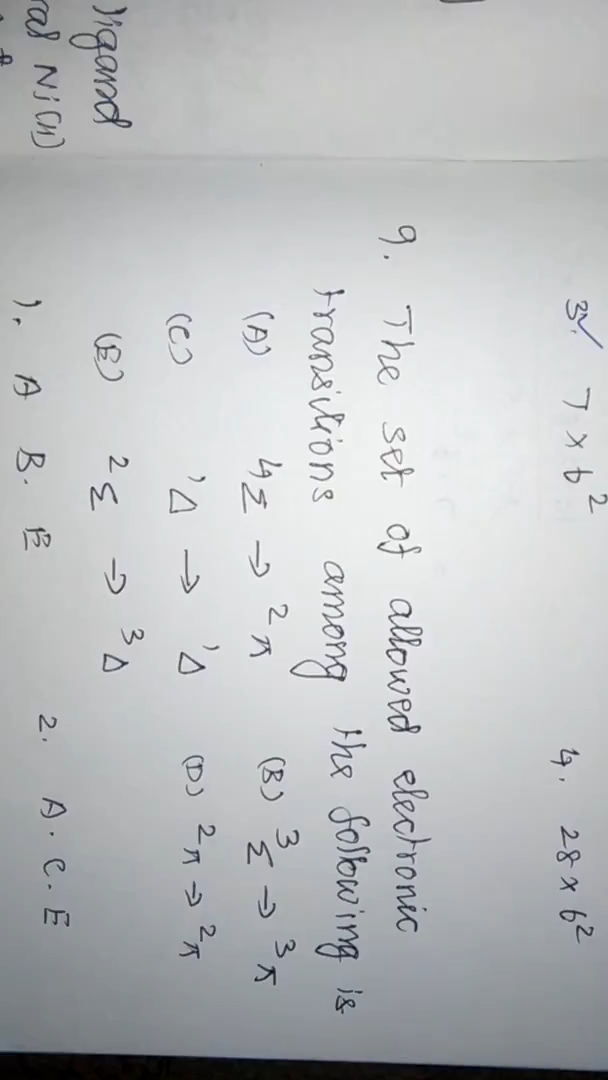 3. 7 x 6²
4. 28 x 6²
9. The set of allowed electronic
transitions among the following is
(A) ⁴Σ → ²π (B) ³Σ → ³π
(C) ¹Δ → ¹Δ (D) ²π → ²π
(E) ²Σ → ³Δ
1. A B. E 2. A. C. E
ligand
Ni(II)